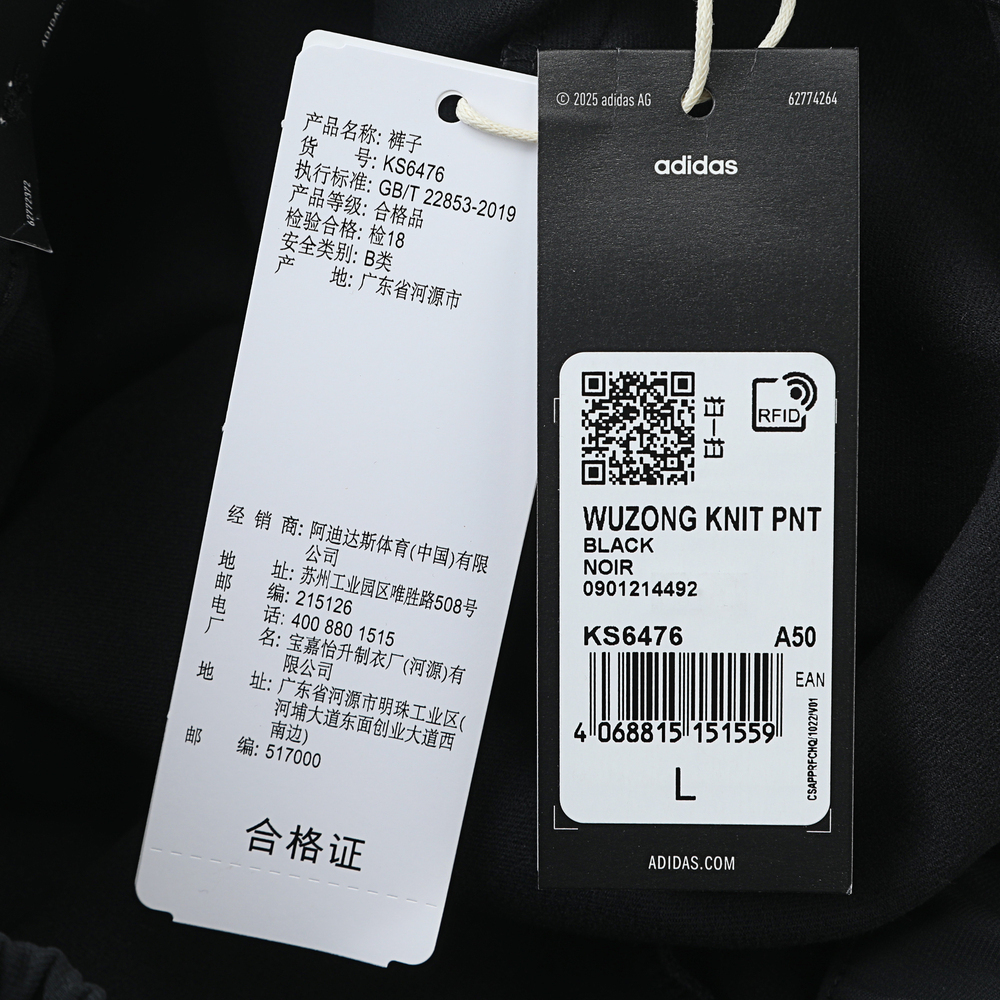 产品名称: 裤子
货 号: KS6476
执行标准: GB/T 22853-2019
产品等级: 合格品
检验合格: 检18
安全类别: B类
产 地: 广东省河源市
经 销 商: 阿迪达斯体育(中国)有限
公司
地 址: 苏州工业园区唯胜路508号
邮 编: 215126
电 话: 400 880 1515
厂 名: 宝嘉怡升制衣厂(河源)有
限公司
地 址: 广东省河源市明珠工业区(
河埔大道东面创业大道西
南边)
邮 编: 517000
合格证
© 2025 adidas AG
62774264
adidas
扫一扫
RFID
WUZONG KNIT PNT
BLACK
NOIR
0901214492
KS6476 A50
EAN
4 068815 151559
CSAPPRFCHQ/1022/V01
L
ADIDAS.COM
62772372